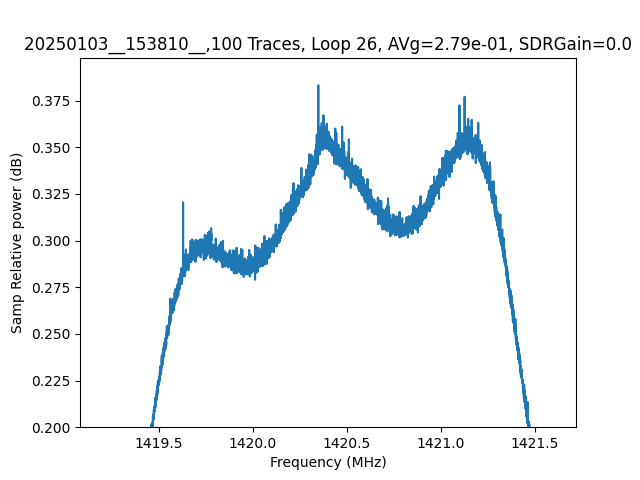 20250103__153810__,100 Traces, Loop 26, AVg=2.79e-01, SDRGain=0.0
Samp Relative power (dB)
0.375
0.350
0.325
0.300
0.275
0.250
0.225
0.200
1419.5 1420.0 1420.5 1421.0 1421.5
Frequency (MHz)